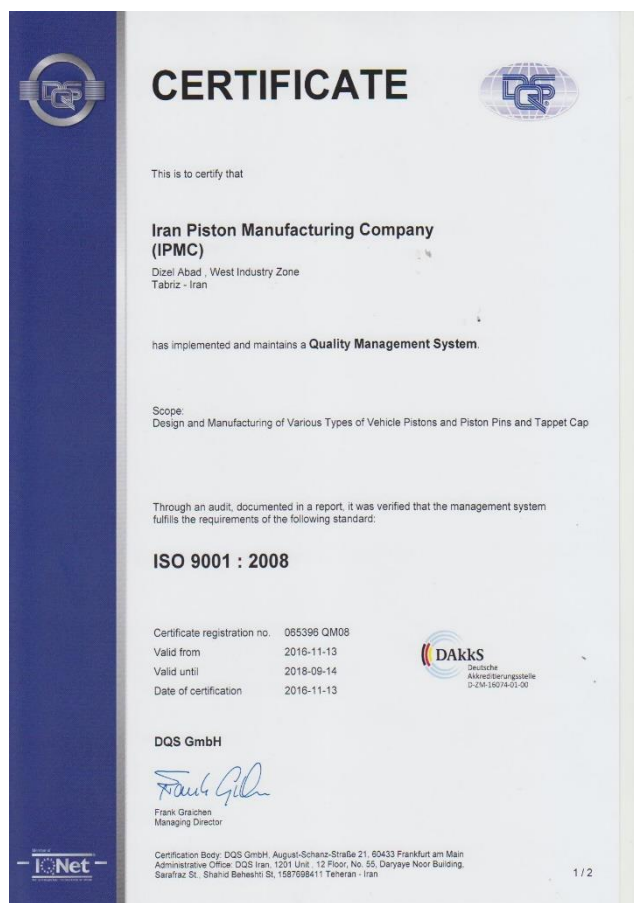 DQS
CERTIFICATE
DQS
This is to certify that
Iran Piston Manufacturing Company
(IPMC)
Dizel Abad , West Industry Zone
Tabriz - Iran
has implemented and maintains a Quality Management System.
Scope:
Design and Manufacturing of Various Types of Vehicle Pistons and Piston Pins and Tappet Cap
Through an audit, documented in a report, it was verified that the management system
fulfills the requirements of the following standard:
ISO 9001 : 2008
Certificate registration no. 065396 QM08
Valid from 2016-11-13
Valid until 2018-09-14
Date of certification 2016-11-13
DAkkS
Deutsche
Akkreditierungsstelle
D-ZM-16074-01-00
DQS GmbH
Frank Graichen
Managing Director
IQNet
Certification Body: DQS GmbH, August-Schanz-Straße 21, 60433 Frankfurt am Main
Administrative Office: DQS Iran, 1201 Unit , 12 Floor, No. 55, Daryaye Noor Building,
Sarafraz St., Shahid Beheshti St, 1587698411 Teheran - Iran
1 / 2